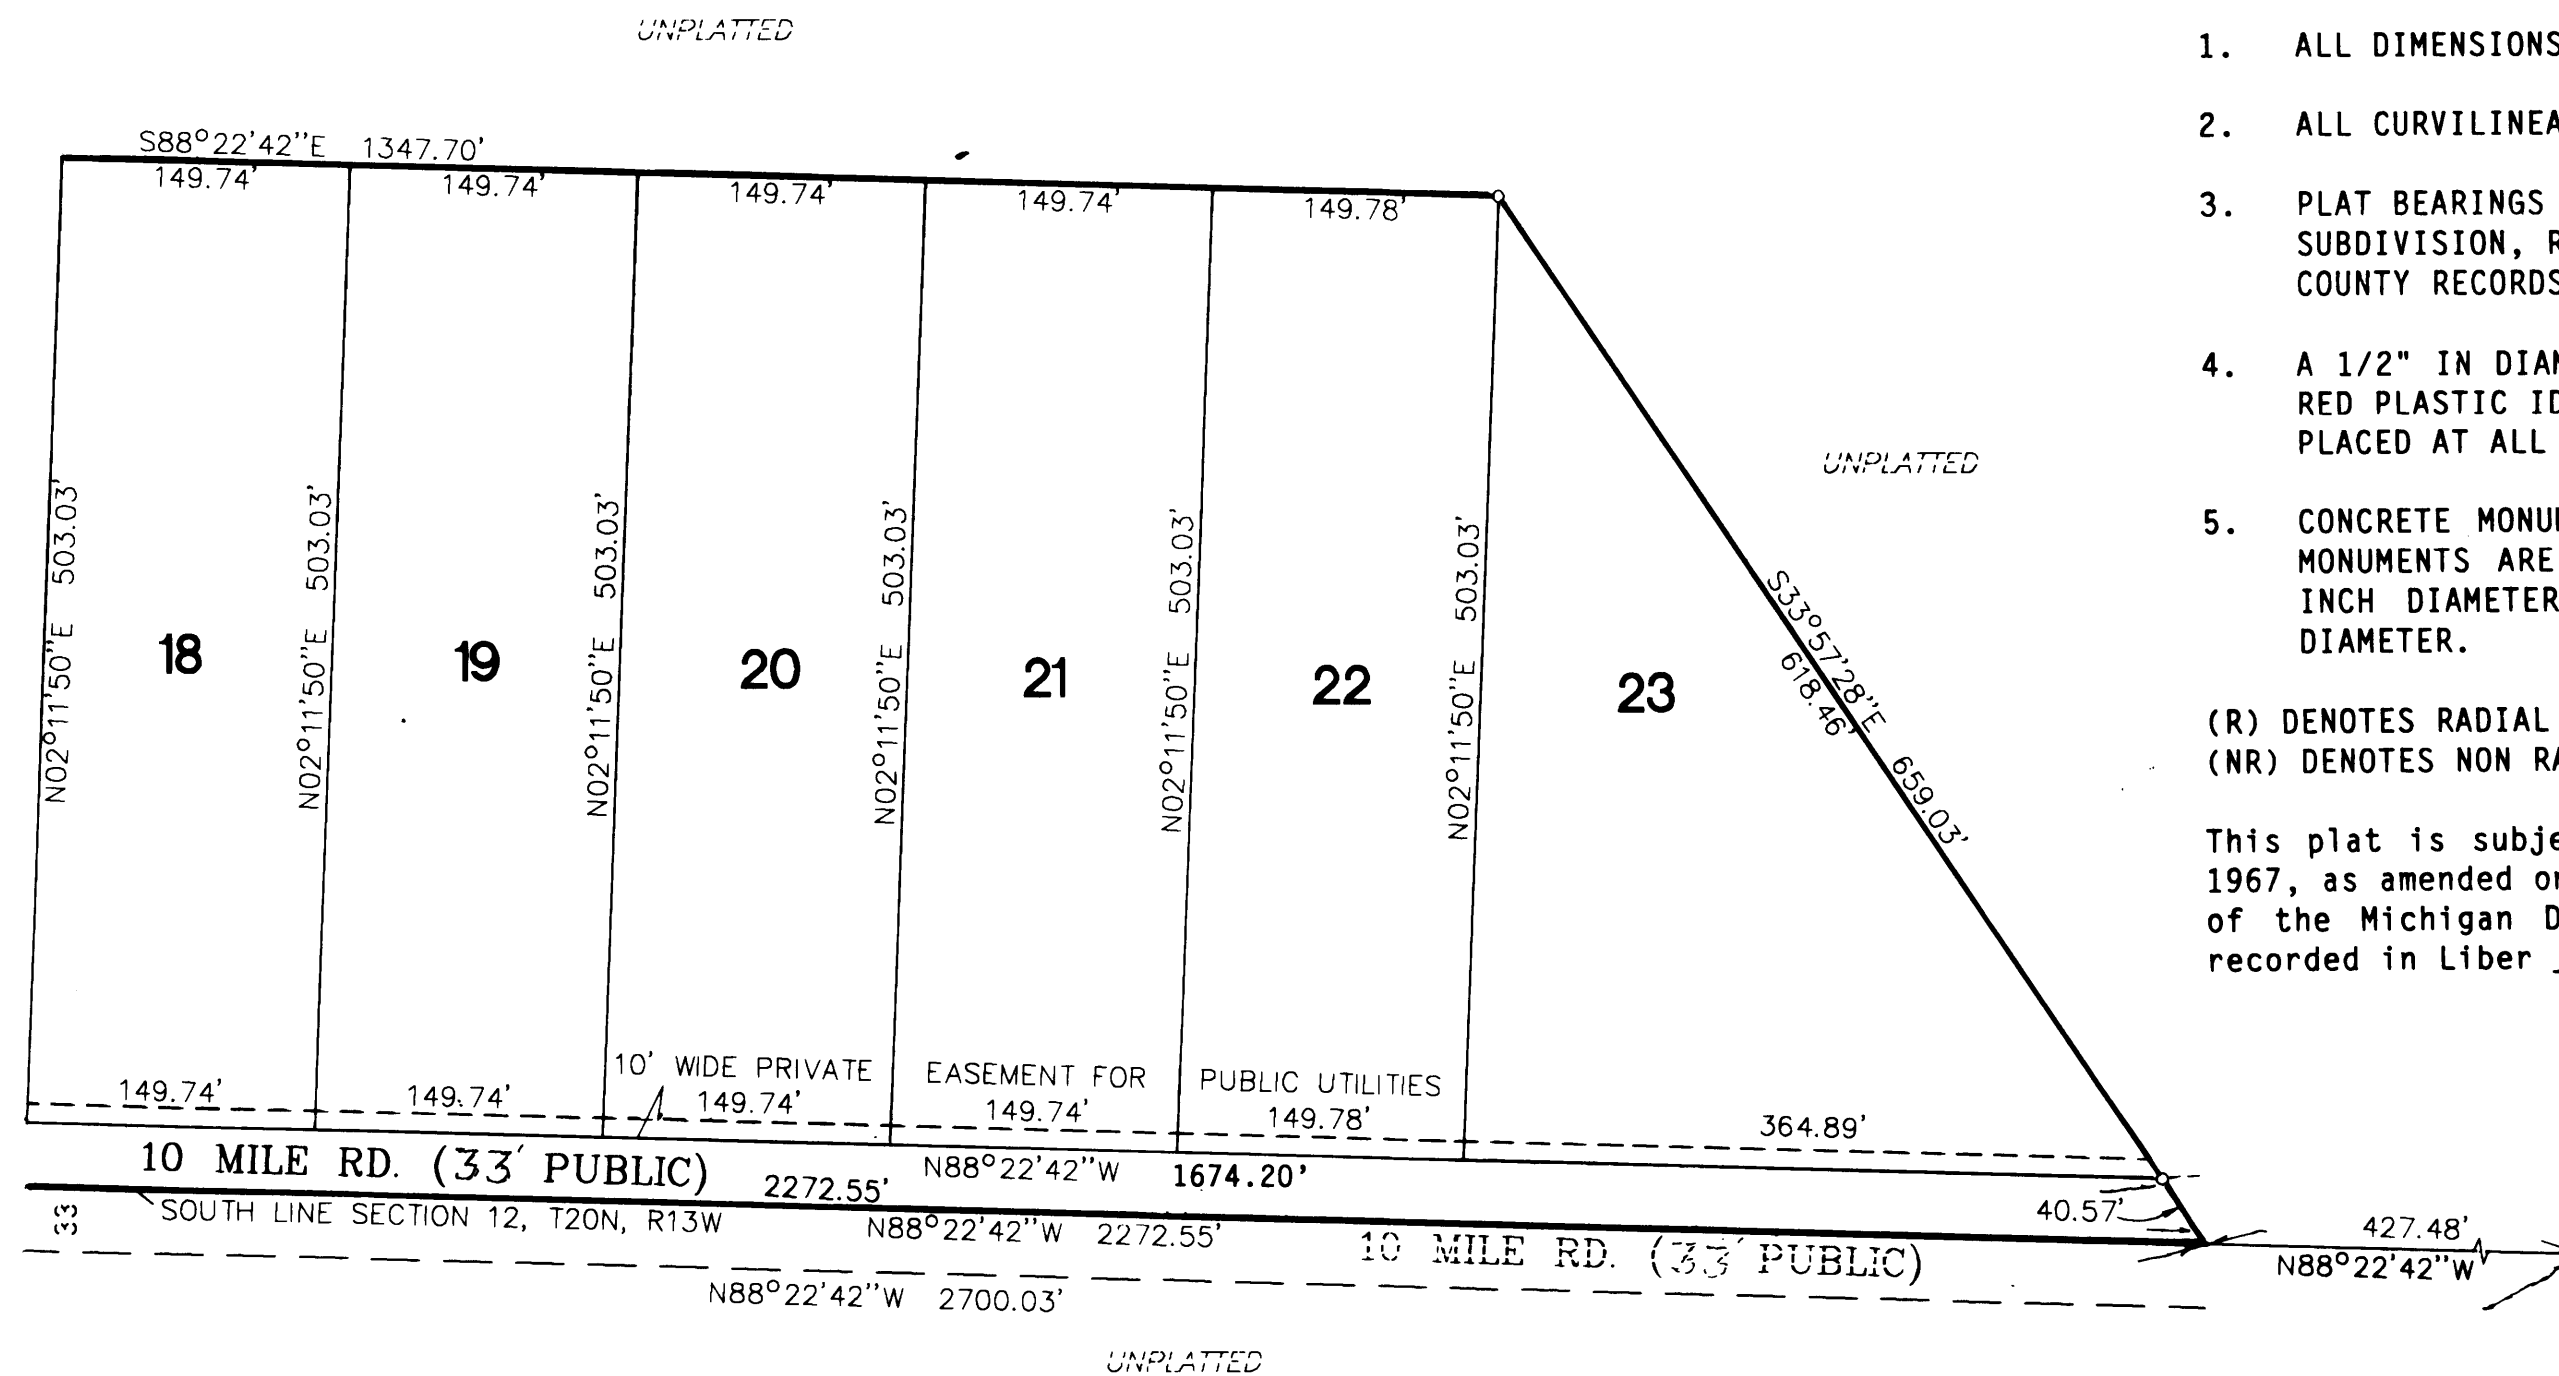 UNPLATTED
S88°22'42"E 1347.70'
149.74'
149.74'
149.74'
149.74'
149.78'
N02°11'50"E 503.03'
N02°11'50"E 503.03'
N02°11'50"E 503.03'
N02°11'50"E 503.03'
N02°11'50"E 503.03'
N02°11'50"E 503.03'
18
19
20
21
22
23
UNPLATTED
S33°57'28"E 659.03'
618.46'
10' WIDE PRIVATE EASEMENT FOR PUBLIC UTILITIES
149.74'
149.74'
149.74'
149.74'
149.78'
364.89'
10 MILE RD. (33' PUBLIC)
2272.55'
N88°22'42"W 1674.20'
40.57'
33
SOUTH LINE SECTION 12, T20N, R13W
N88°22'42"W 2272.55'
10 MILE RD. (33' PUBLIC)
427.48'
N88°22'42"W
N88°22'42"W 2700.03'
UNPLATTED
1. ALL DIMENSIONS
2. ALL CURVILINEA
3. PLAT BEARINGS
SUBDIVISION, R
COUNTY RECORDS
4. A 1/2" IN DIAM
RED PLASTIC ID
PLACED AT ALL
5. CONCRETE MONU
MONUMENTS ARE
INCH DIAMETER
DIAMETER.
(R) DENOTES RADIAL
(NR) DENOTES NON RA
This plat is subje
1967, as amended on
of the Michigan D
recorded in Liber